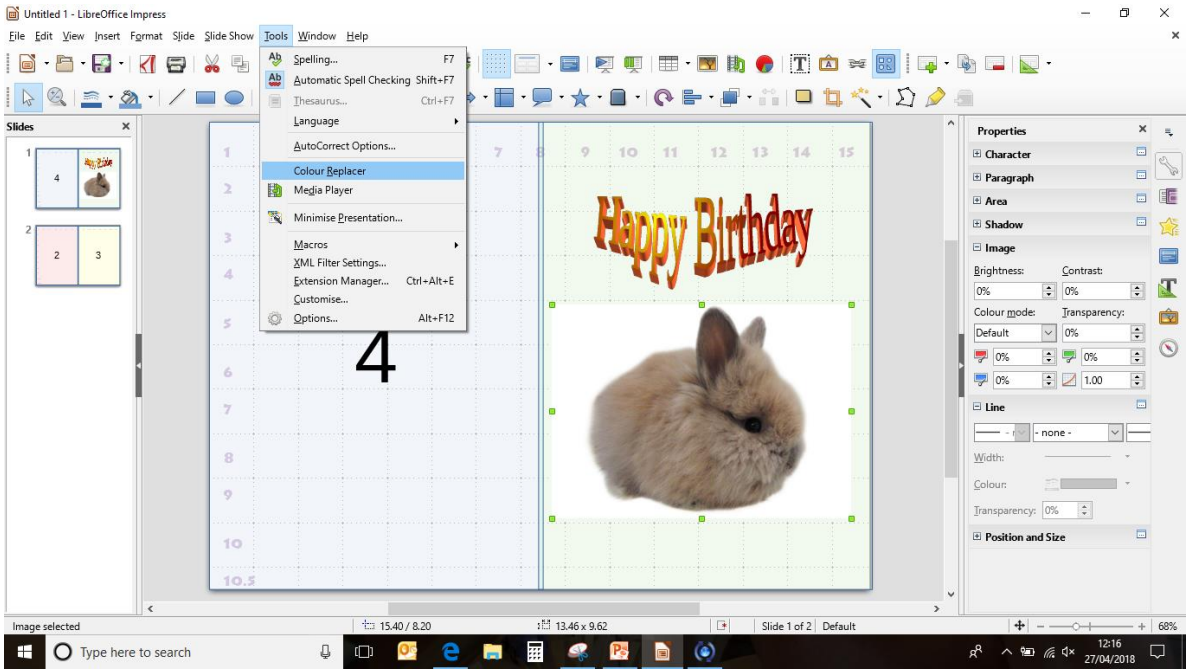 Untitled 1 - LibreOffice Impress
File Edit View Insert Format Slide Slide Show Tools Window Help
Spelling... F7
Automatic Spell Checking Shift+F7
Thesaurus... Ctrl+F7
Language
AutoCorrect Options...
Colour Replacer
Media Player
Minimise Presentation...
Macros
XML Filter Settings...
Extension Manager... Ctrl+Alt+E
Customise...
Options... Alt+F12
Slides
1
4
Happy Birthday
2
2 3
1 7 8 9 10 11 12 13 14 15
2
3
4
5
6
7
8
9
10
10.5
Happy Birthday
4
Properties
Character
Paragraph
Area
Shadow
Image
Brightness: Contrast:
0% 0%
Colour mode: Transparency:
Default 0%
0% 0%
0% 1.00
Line
- none -
Width:
Colour:
Transparency: 0%
Position and Size
Image selected 15.40 / 8.20 13.46 x 9.62 Slide 1 of 2 Default 68%
Type here to search
12:16
27/04/2018